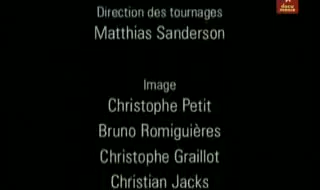 Direction des tournages
Matthias Sanderson
Image
Christophe Petit
Bruno Romiguières
Christophe Graillot
Christian Jacks